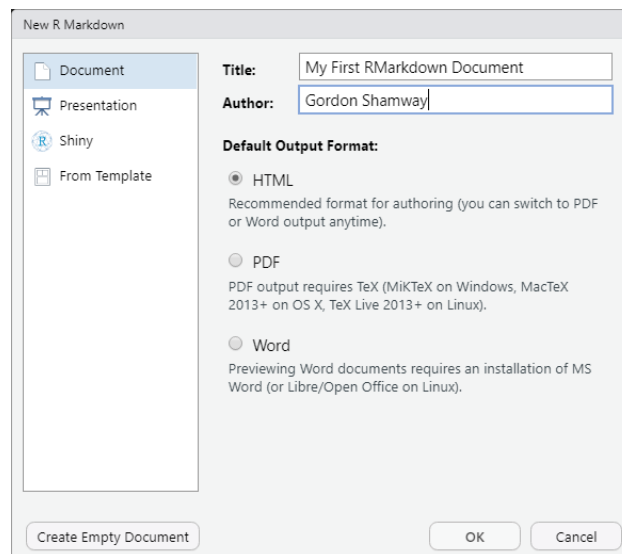 New R Markdown
Document
Presentation
R Shiny
From Template
Title: My First RMarkdown Document
Author: Gordon Shamway
Default Output Format:
HTML
Recommended format for authoring (you can switch to PDF
or Word output anytime).
PDF
PDF output requires TeX (MiKTeX on Windows, MacTeX
2013+ on OS X, TeX Live 2013+ on Linux).
Word
Previewing Word documents requires an installation of MS
Word (or Libre/Open Office on Linux).
Create Empty Document
OK
Cancel